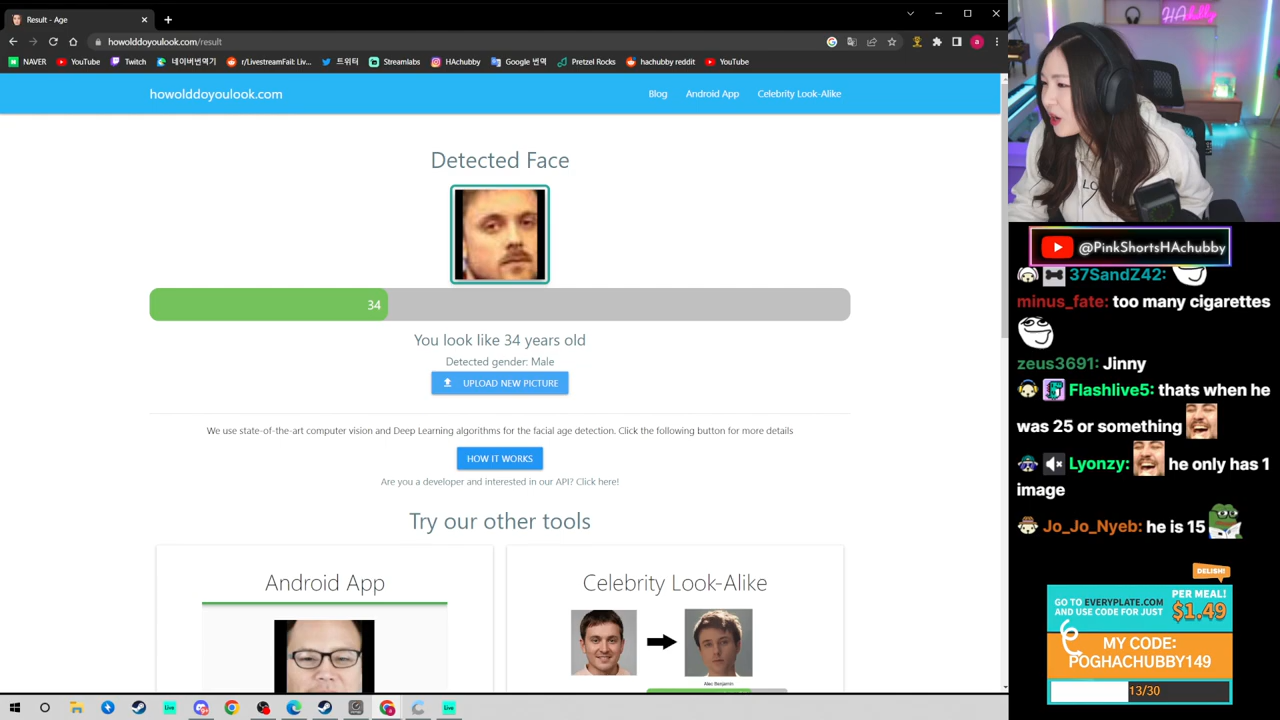 Result - Age
howolddoyoulook.com/result
NAVER
YouTube
Twitch
네이버번역기
r/LivestreamFail: Li...
트위터
Streamlabs
HAchubby
Google 번역
Pretzel Rocks
hachubby reddit
YouTube
howolddoyoulook.com
Blog
Android App
Celebrity Look-Alike
Detected Face
34
You look like 34 years old
Detected gender: Male
UPLOAD NEW PICTURE
We use state-of-the-art computer vision and Deep Learning algorithms for the facial age detection. Click the following button for more details
HOW IT WORKS
Are you a developer and interested in our API? Click here!
Try our other tools
Android App
Celebrity Look-Alike
Alec Benjamin
@PinkShortsHAchubby
37SandZ42:
minus_fate: too many cigarettes
zeus3691: Jinny
Flashlive5: thats when he
was 25 or something
Lyonzy: he only has 1
image
Jo_Jo_Nyeb: he is 15
DELISH!
GO TO EVERYPLATE.COM
AND USE CODE FOR JUST
PER MEAL!
$1.49
MY CODE:
POGHACHUBBY149
13/30